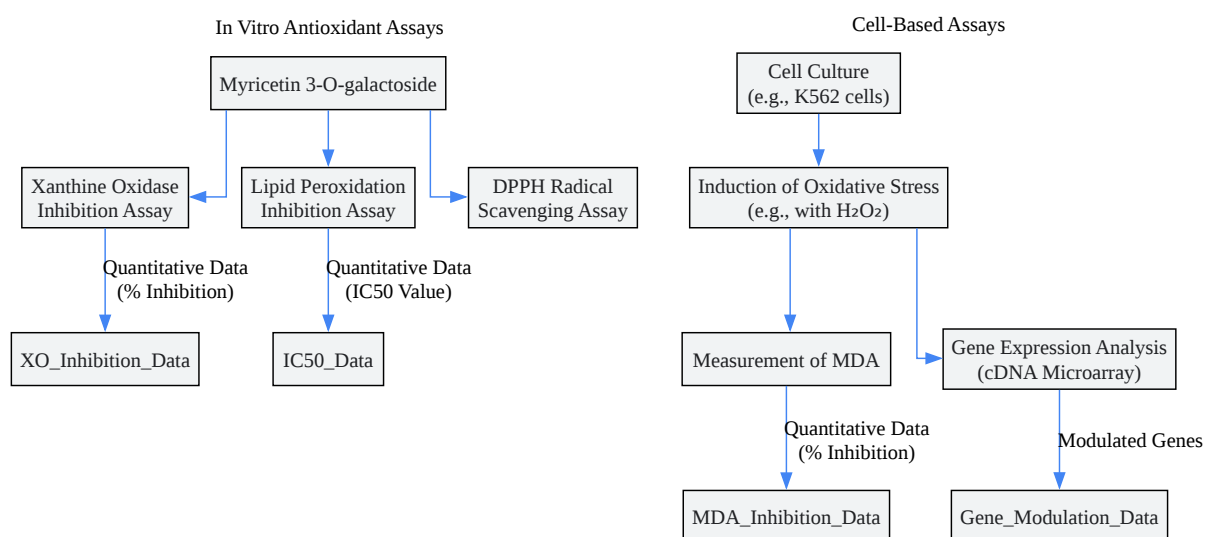 In Vitro Antioxidant Assays
Myricetin 3-O-galactoside
Xanthine Oxidase
Inhibition Assay
Lipid Peroxidation
Inhibition Assay
DPPH Radical
Scavenging Assay
Quantitative Data
(% Inhibition)
Quantitative Data
(IC50 Value)
XO_Inhibition_Data
IC50_Data
Cell-Based Assays
Cell Culture
(e.g., K562 cells)
Induction of Oxidative Stress
(e.g., with H₂O₂)
Measurement of MDA
Gene Expression Analysis
(cDNA Microarray)
Quantitative Data
(% Inhibition)
Modulated Genes
MDA_Inhibition_Data
Gene_Modulation_Data